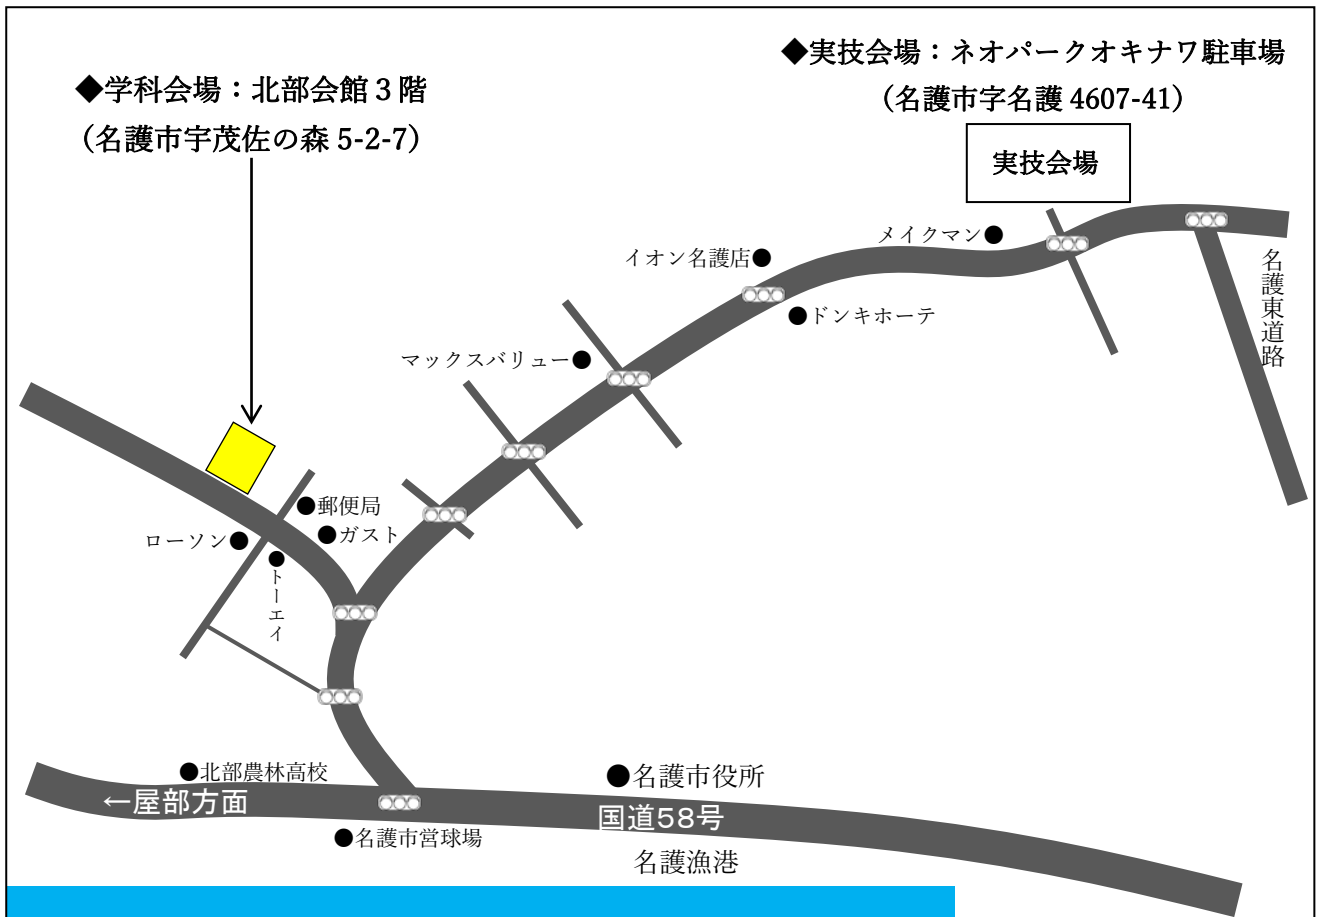 ◆実技会場：ネオパークオキナワ駐車場
（名護市字名護 4607-41）
◆学科会場：北部会館３階
（名護市宇茂佐の森 5-2-7）
実技会場
メイクマン●
イオン名護店●
●ドンキホーテ
名護東道路
マックスバリュー●
●郵便局
●ガスト
ローソン●
●トーエイ
●北部農林高校
●名護市役所
←屋部方面
国道58号
●名護市営球場
名護漁港